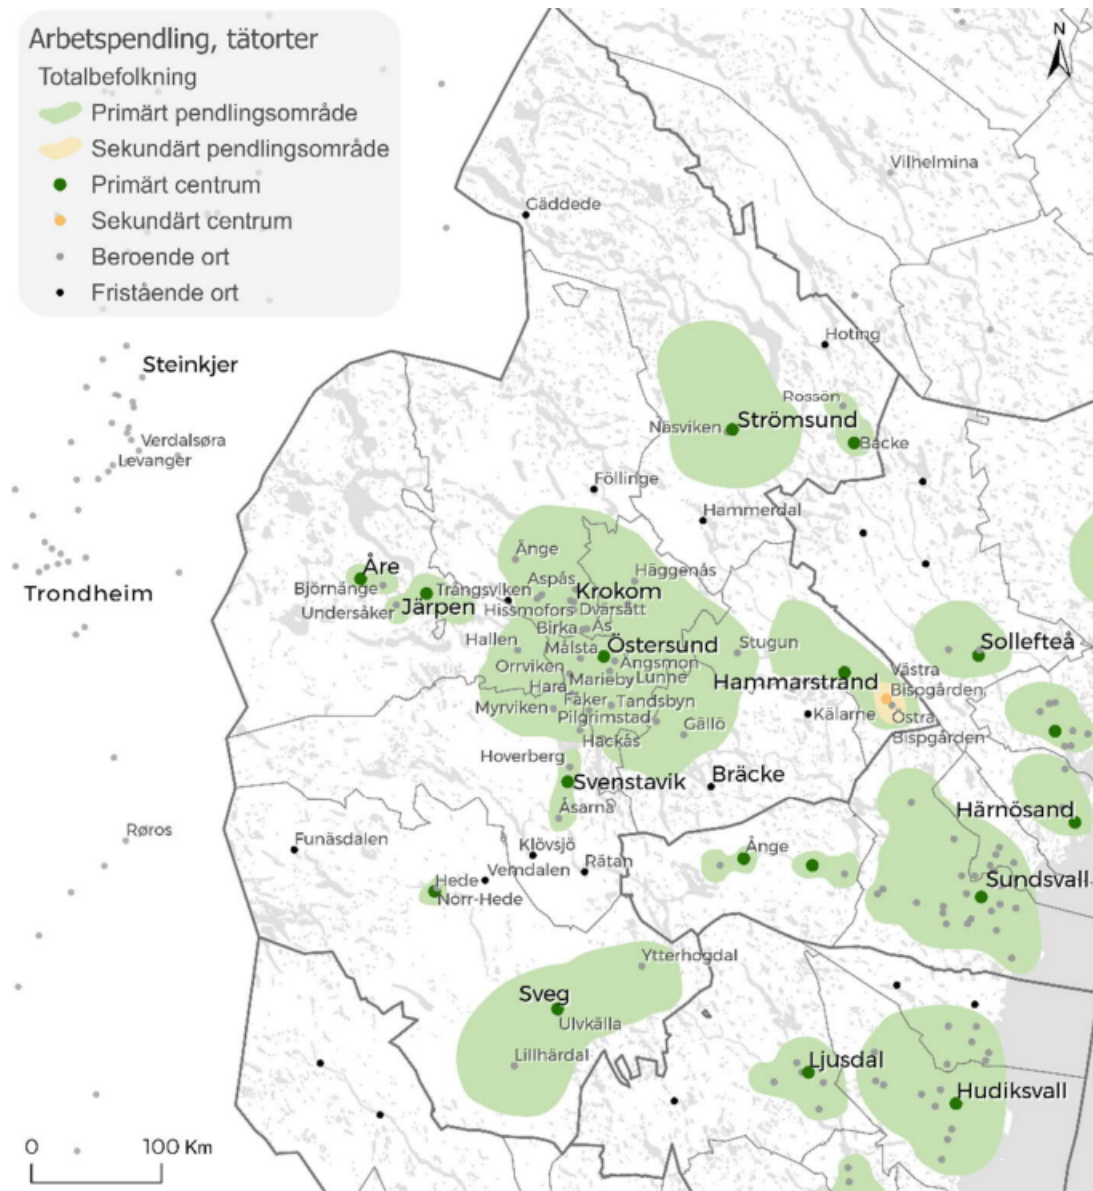 Arbetspendling, tätorter
Totalbefolkning
Primärt pendlingsområde
Sekundärt pendlingsområde
Primärt centrum
Sekundärt centrum
Beroende ort
Fristående ort
N
Vilhelmina
Gäddede
Hoting
Steinkjer
Rossön
Strömsund
Näsviken
Backe
Verdalsøra
Levanger
Föllinge
Hammerdal
Änge
Åre
Häggenås
Björnänge
Trångsviken
Aspås
Krokom
Trondheim
Undersåker
Järpen
Hissmofors
Dvärsätt
Birka
Ås
Hallen
Målsta
Östersund
Stugun
Sollefteå
Orrviken
Ängsmon
Marieby
Lunne
Hammarstrand
Västra
Bispgården
Hara
Fåker
Tandsbyn
Myrviken
Pilgrimstad
Gällö
Kälarne
Östra
Bispgården
Hackås
Hoverberg
Svenstavik
Bräcke
Åsarna
Härnösand
Røros
Funäsdalen
Klövsjö
Ånge
Vemdalen
Rätan
Hede
Norr-Hede
Sundsvall
Ytterhogdal
Sveg
Ulvkälla
Lillhärdal
Ljusdal
Hudiksvall
0 100 Km